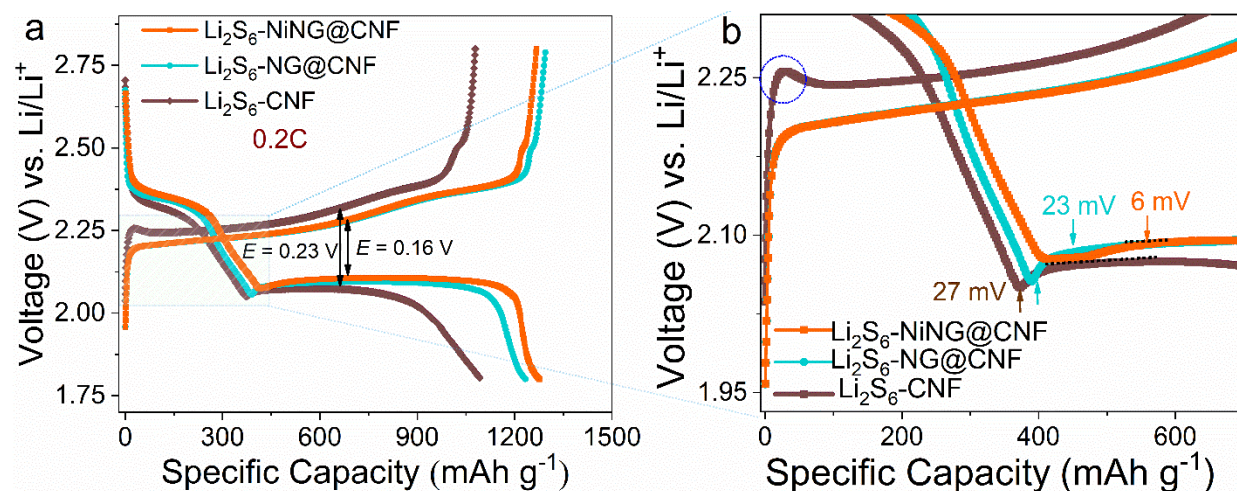 a
Li₂S₆-NiNG@CNF
Li₂S₆-NG@CNF
Li₂S₆-CNF
0.2C
E = 0.23 V
E = 0.16 V
2.75
2.50
2.25
2.00
1.75
Voltage (V) vs. Li/Li⁺
0 300 600 900 1200 1500
Specific Capacity (mAh g⁻¹)
b
2.25
2.10
1.95
Voltage (V) vs. Li/Li⁺
23 mV
6 mV
27 mV
Li₂S₆-NiNG@CNF
Li₂S₆-NG@CNF
Li₂S₆-CNF
0 200 400 600
Specific Capacity (mAh g⁻¹)